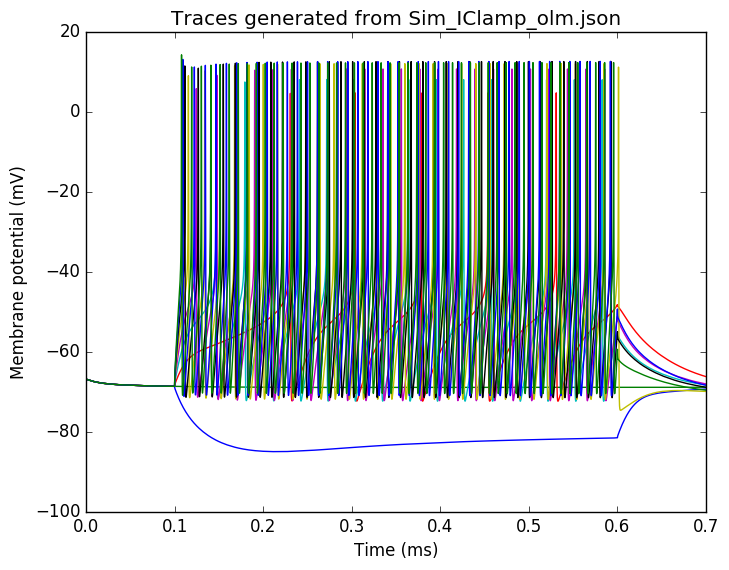 Traces generated from Sim_IClamp_olm.json
20
0
−20
−40
−60
−80
−100
Membrane potential (mV)
0.0 0.1 0.2 0.3 0.4 0.5 0.6 0.7
Time (ms)